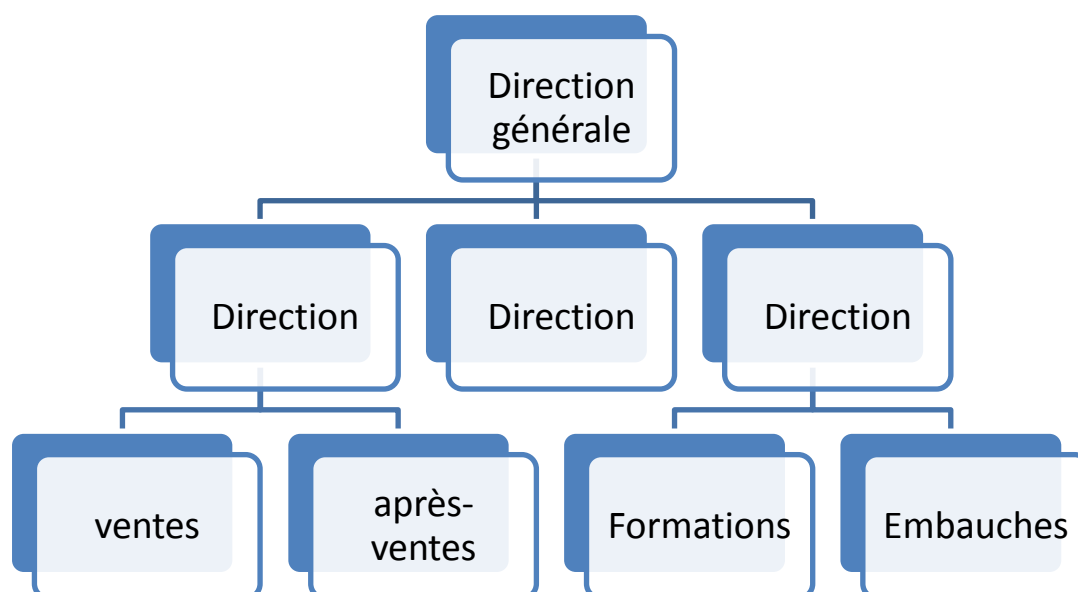 Direction
générale
Direction
Direction
Direction
ventes
après-
ventes
Formations
Embauches